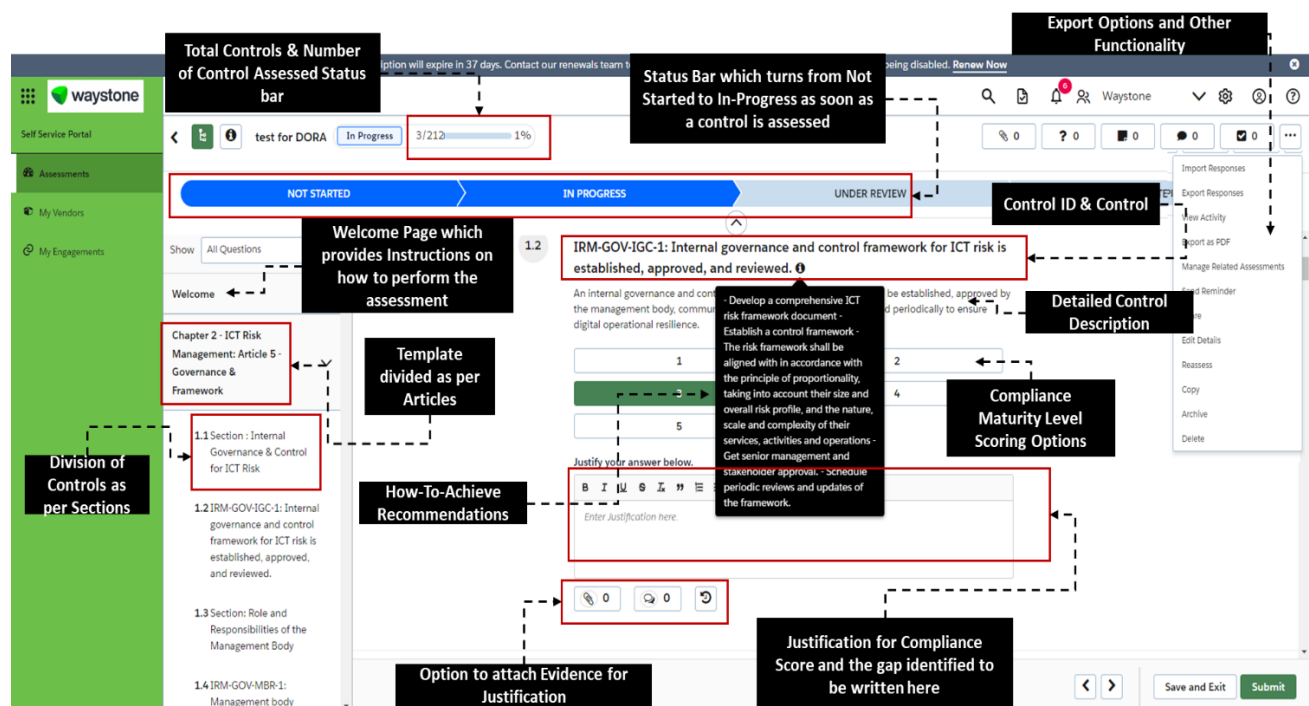 Export Options and Other
Functionality
Total Controls & Number
of Control Assessed Status
bar
ption will expire in 37 days. Contact our renewals team t
Status Bar which turns from Not
Started to In-Progress as soon as
a control is assessed
being disabled. Renew Now
waystone
6
Waystone
Self Service Portal
test for DORA
In Progress
3/212
1%
0
? 0
0
0
0
...
Assessments
My Vendors
My Engagements
Import Responses
Export Responses
View Activity
Export as PDF
Manage Related Assessments
Send Reminder
Edit Details
Reassess
Copy
Archive
Delete
NOT STARTED
IN PROGRESS
UNDER REVIEW
Control ID & Control
Show
All Questions
Welcome Page which
provides Instructions on
how to perform the
assessment
Welcome
1.2
IRM-GOV-IGC-1: Internal governance and control framework for ICT risk is
established, approved, and reviewed.
An internal governance and cont
be established, approved by
the management body, commu
d periodically to ensure
digital operational resilience.
Detailed Control
Description
- Develop a comprehensive ICT
risk framework document -
Establish a control framework -
The risk framework shall be
aligned with in accordance with
the principle of proportionality,
taking into account their size and
overall risk profile, and the nature,
scale and complexity of their
services, activities and operations -
Get senior management and
stakeholder approval. - Schedule
periodic reviews and updates of
the framework.
1
2
3
4
5
Compliance
Maturity Level
Scoring Options
Chapter 2 - ICT Risk
Management: Article 5 -
Governance &
Framework
Template
divided as per
Articles
1.1 Section : Internal
Governance & Control
for ICT Risk
Division of
Controls as
per Sections
1.2 IRM-GOV-IGC-1: Internal
governance and control
framework for ICT risk is
established, approved,
and reviewed.
1.3 Section: Role and
Responsibilities of the
Management Body
1.4 IRM-GOV-MBR-1:
Management body
How-To-Achieve
Recommendations
Justify your answer below.
B I U S
Enter Justification here.
0
0
Option to attach Evidence for
Justification
Justification for Compliance
Score and the gap identified to
be written here
Save and Exit
Submit